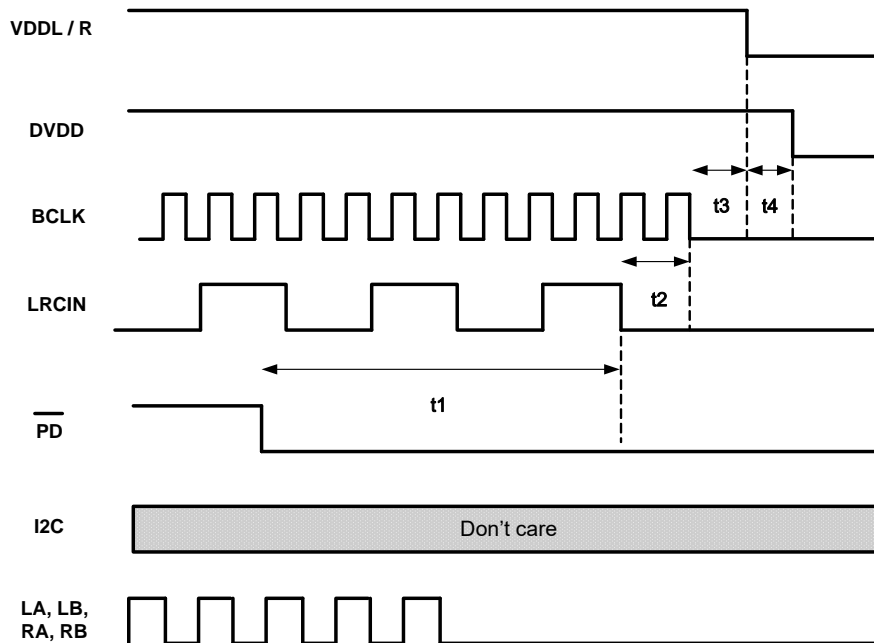 VDDL / R
DVDD
t3
t4
BCLK
t2
LRCIN
t1
PD
I2C
Don't care
LA, LB,
RA, RB